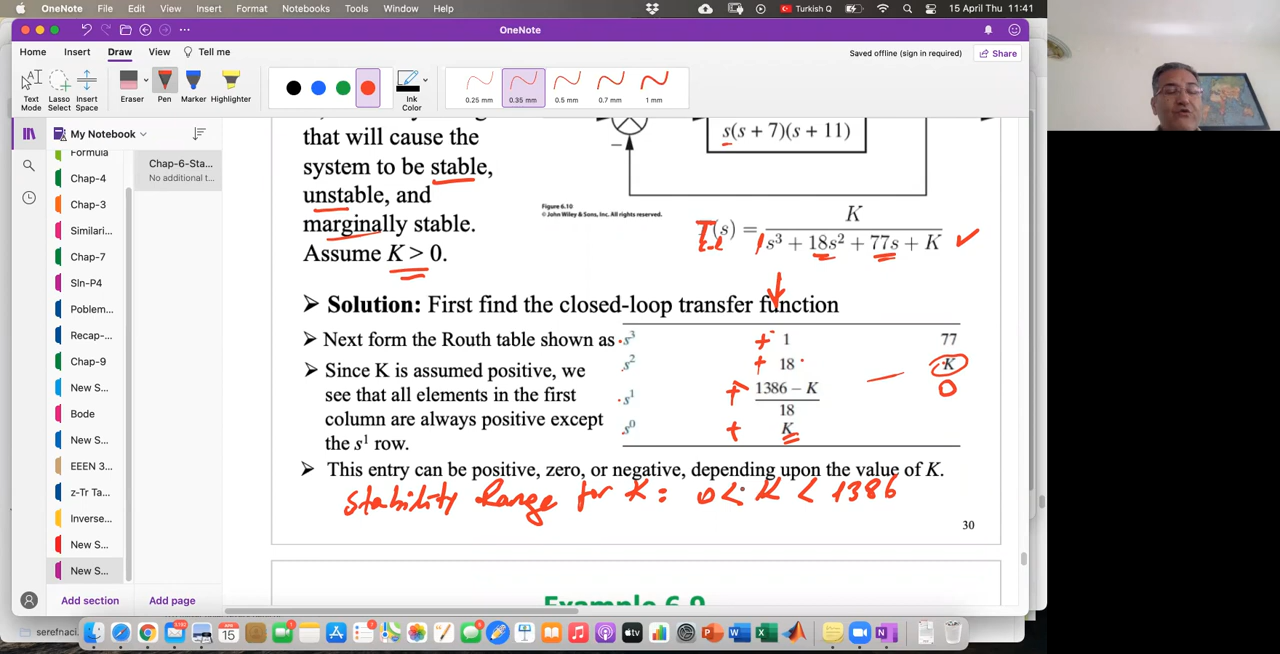 OneNote File Edit View Insert Format Notebooks Tools Window Help
Turkish Q
15 April Thu 11:41
OneNote
Home Insert Draw View Tell me
Saved offline (sign in required)
Share
Text Mode
Lasso Select
Insert Space
Eraser
Pen
Marker
Highlighter
Ink Color
0.25 mm
0.35 mm
0.5 mm
0.7 mm
1 mm
My Notebook
Formula
Chap-4
Chap-3
Similari...
Chap-7
SIn-P4
Poblem...
Recap-...
Chap-9
New S...
Bode
New S...
EEEN 3...
z-Tr Ta...
New S...
Inverse...
New S...
New S...
Add section
Add page
Chap-6-Sta...
No additional t...
that will cause the
system to be stable,
unstable, and
marginally stable.
Assume K > 0.
s(s + 7)(s + 11)
−
Figure 6.10
© John Wiley & Sons, Inc. All rights reserved.
K
T(s) =
s³ + 18s² + 77s + K
➢ Solution: First find the closed-loop transfer function
➢ Next form the Routh table shown as
➢ Since K is assumed positive, we
see that all elements in the first
column are always positive except
the s¹ row.
s³ + 1 77
s² + 18 K
s¹ + 1386 − K 0
18
s⁰ + K
➢ This entry can be positive, zero, or negative, depending upon the value of K.
Stability Range for K: 0 < K < 1386
30
Example 6.9
serefnaci...